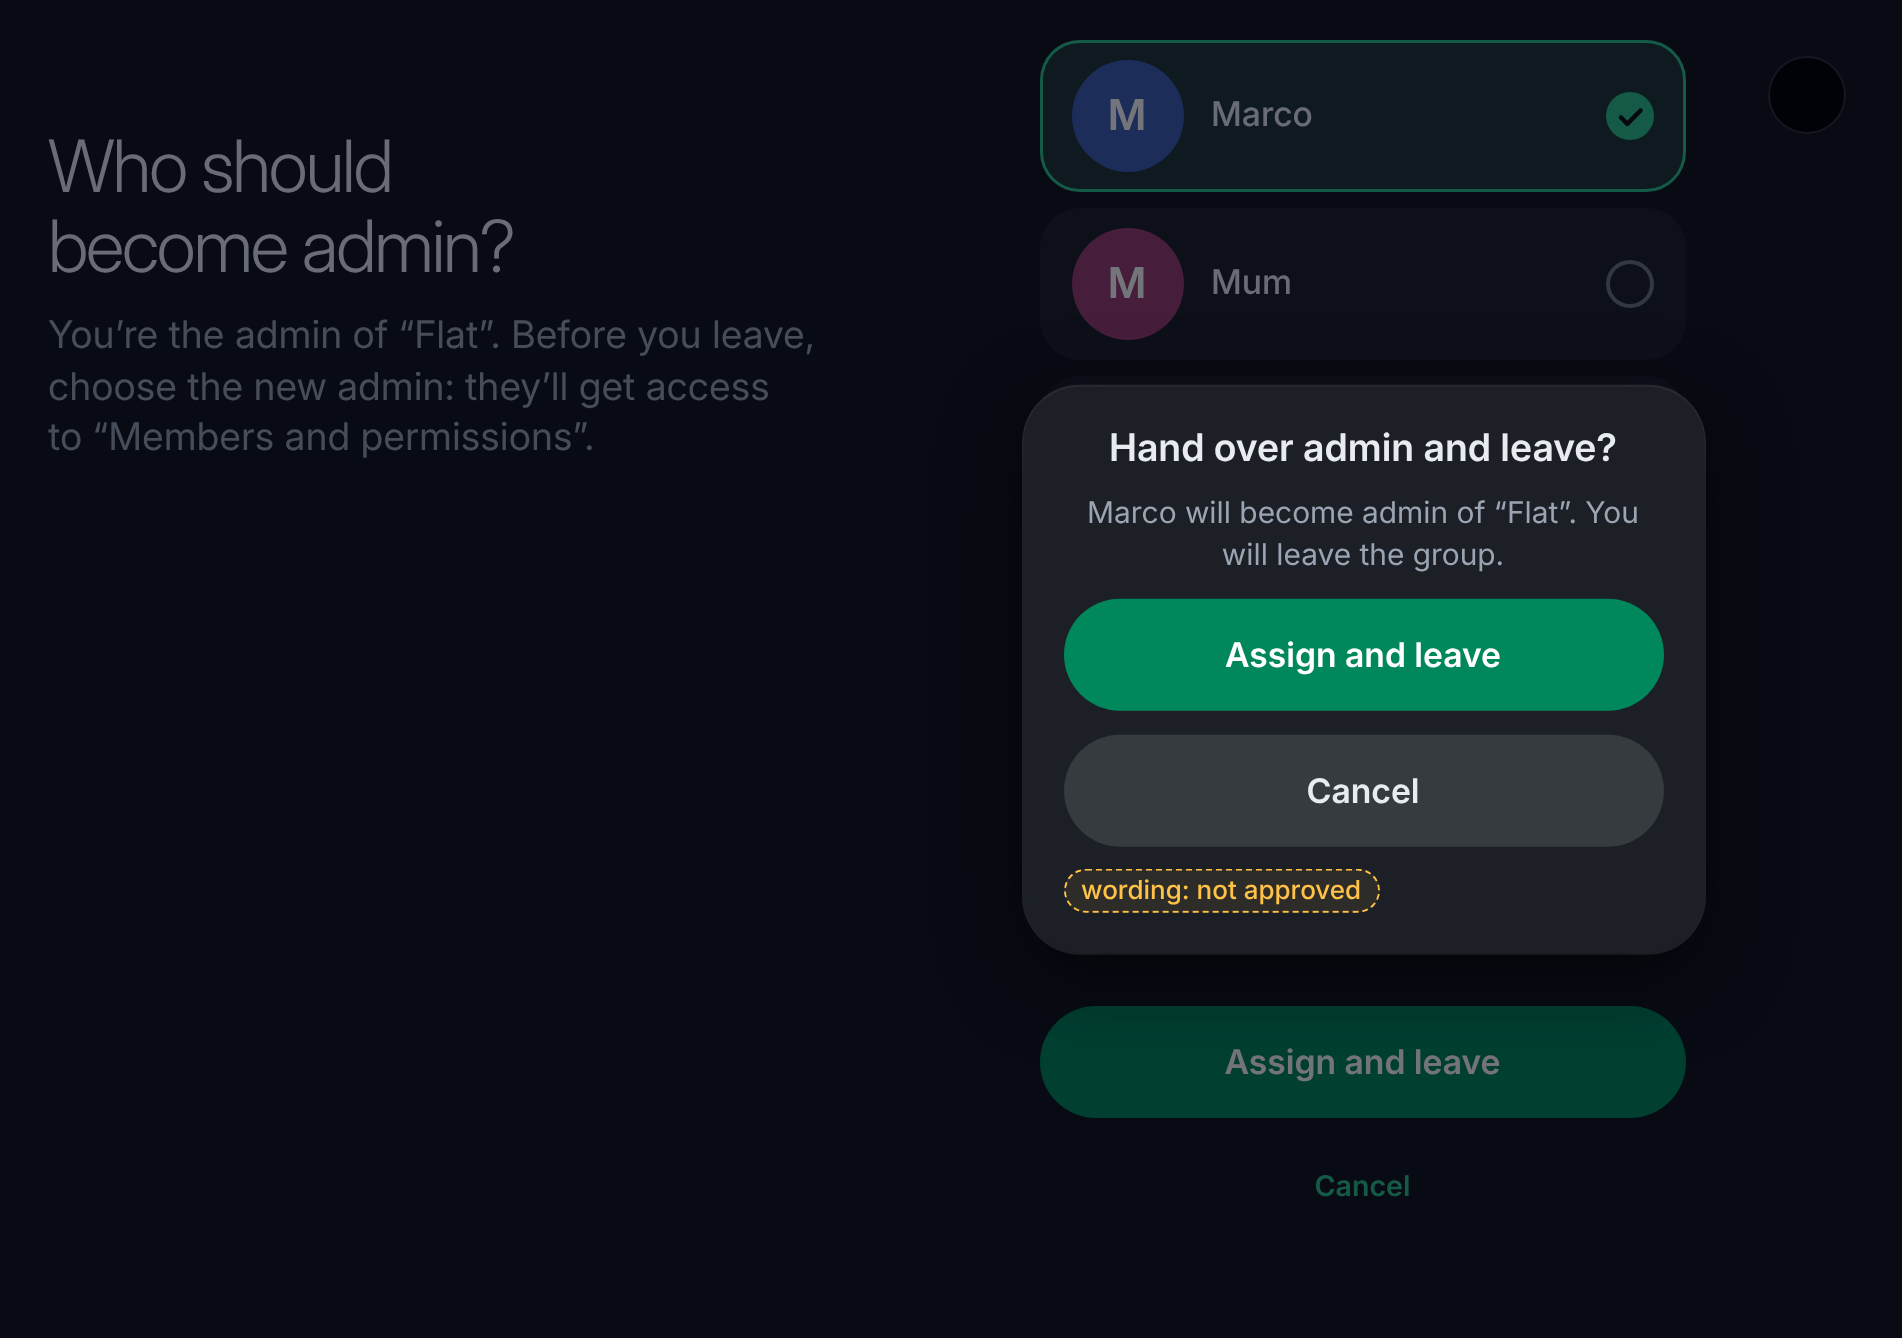 Who should
become admin?
You’re the admin of “Flat”. Before you leave,
choose the new admin: they’ll get access
to “Members and permissions”.
M
Marco
M
Mum
Hand over admin and leave?
Marco will become admin of “Flat”. You
will leave the group.
Assign and leave
Cancel
wording: not approved
Assign and leave
Cancel